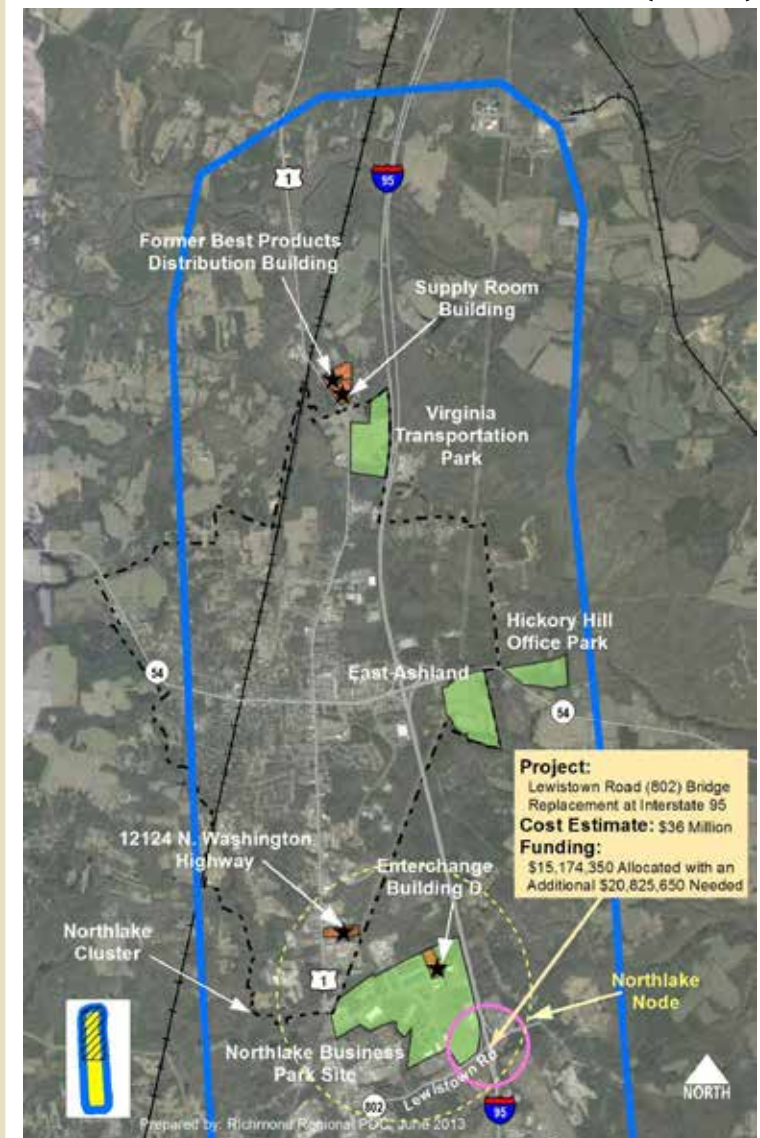 1
95
Former Best Products
Distribution Building
Supply Room
Building
Virginia
Transportation
Park
Hickory Hill
Office Park
54
East Ashland
54
Project:
Lewistown Road (802) Bridge
Replacement at Interstate 95
Cost Estimate: $36 Million
Funding:
$15,174,350 Allocated with an
Additional $20,825,650 Needed
12124 N. Washington
Highway
Enterchange
Building D
Northlake
Cluster
1
Northlake
Node
Northlake Business
Park Site
Lewistown Rd
802
95
NORTH
Prepared by: Richmond Regional PDC, June 2013